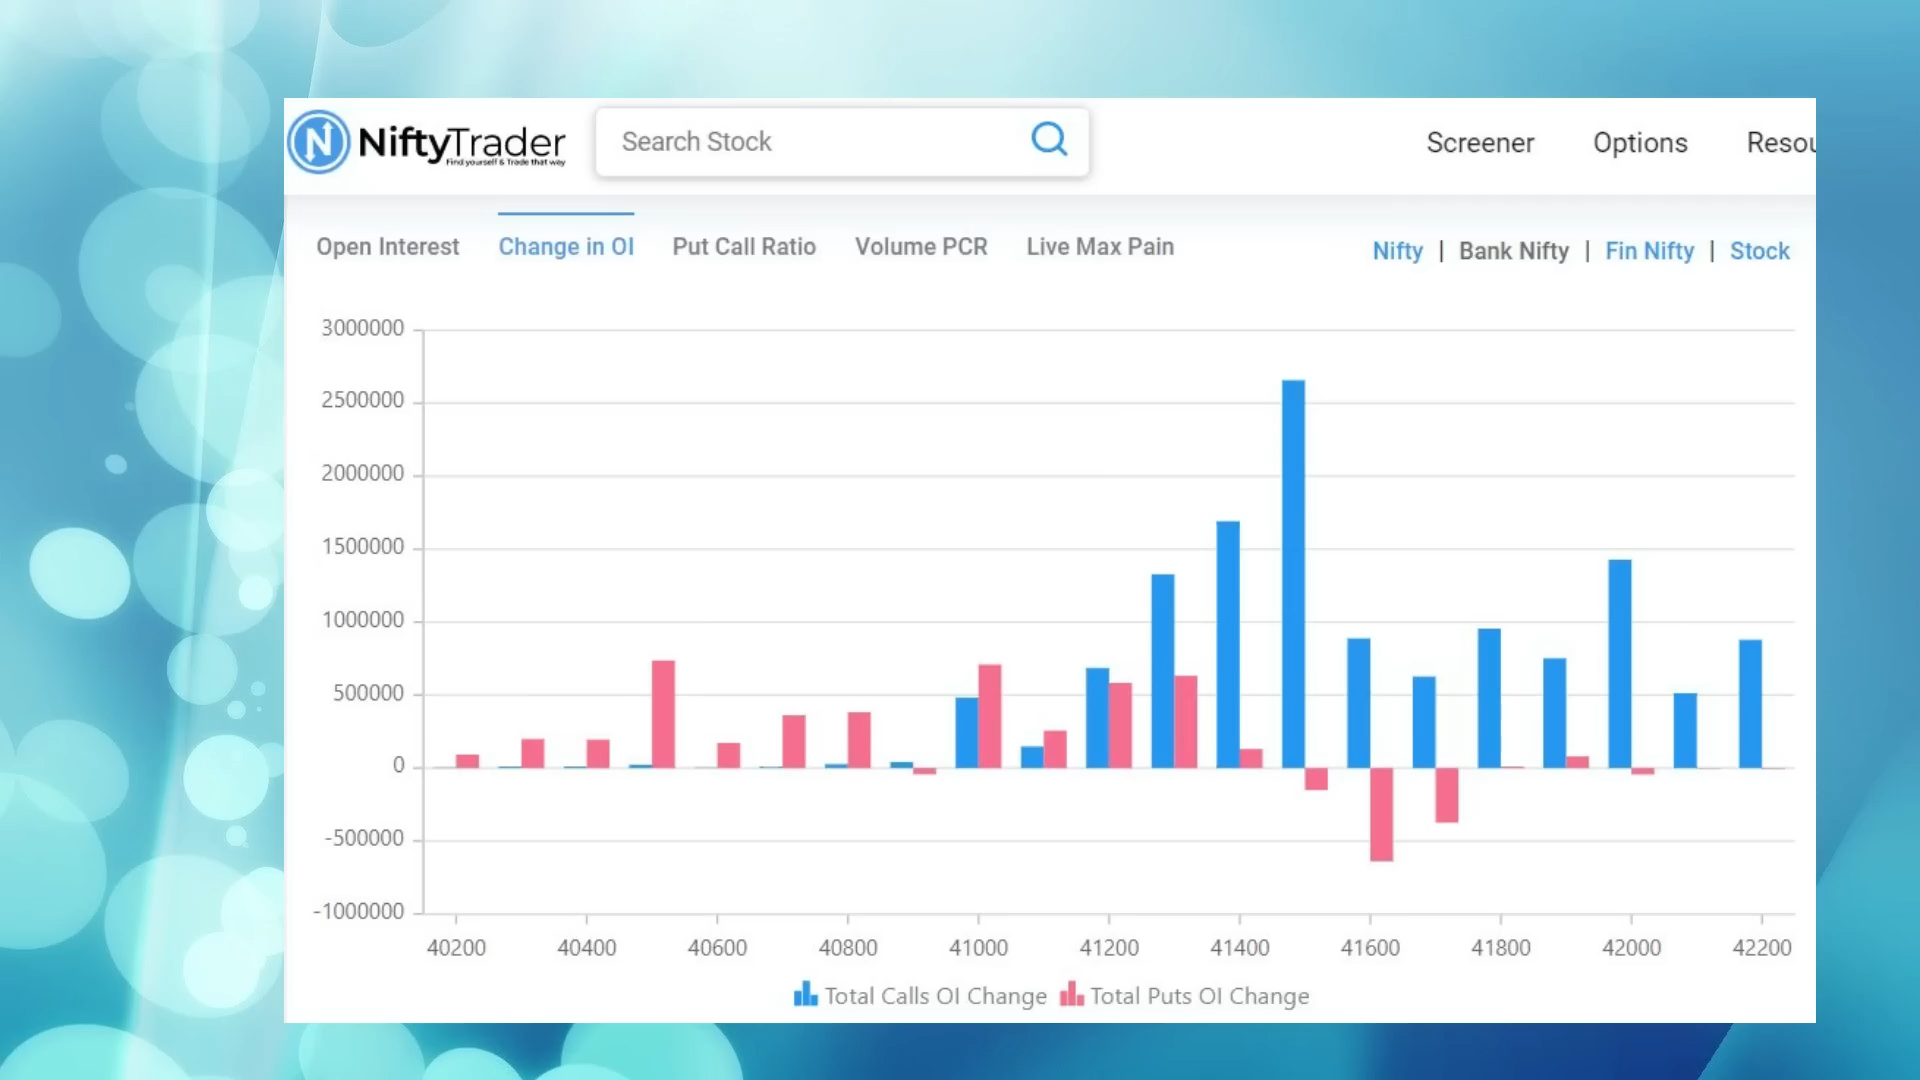 NiftyTrader
Find yourself & Trade that way
Search Stock
Screener Options Resou
Open Interest Change in OI Put Call Ratio Volume PCR Live Max Pain
Nifty | Bank Nifty | Fin Nifty | Stock
3000000
2500000
2000000
1500000
1000000
500000
0
-500000
-1000000
40200 40400 40600 40800 41000 41200 41400 41600 41800 42000 42200
Total Calls OI Change Total Puts OI Change